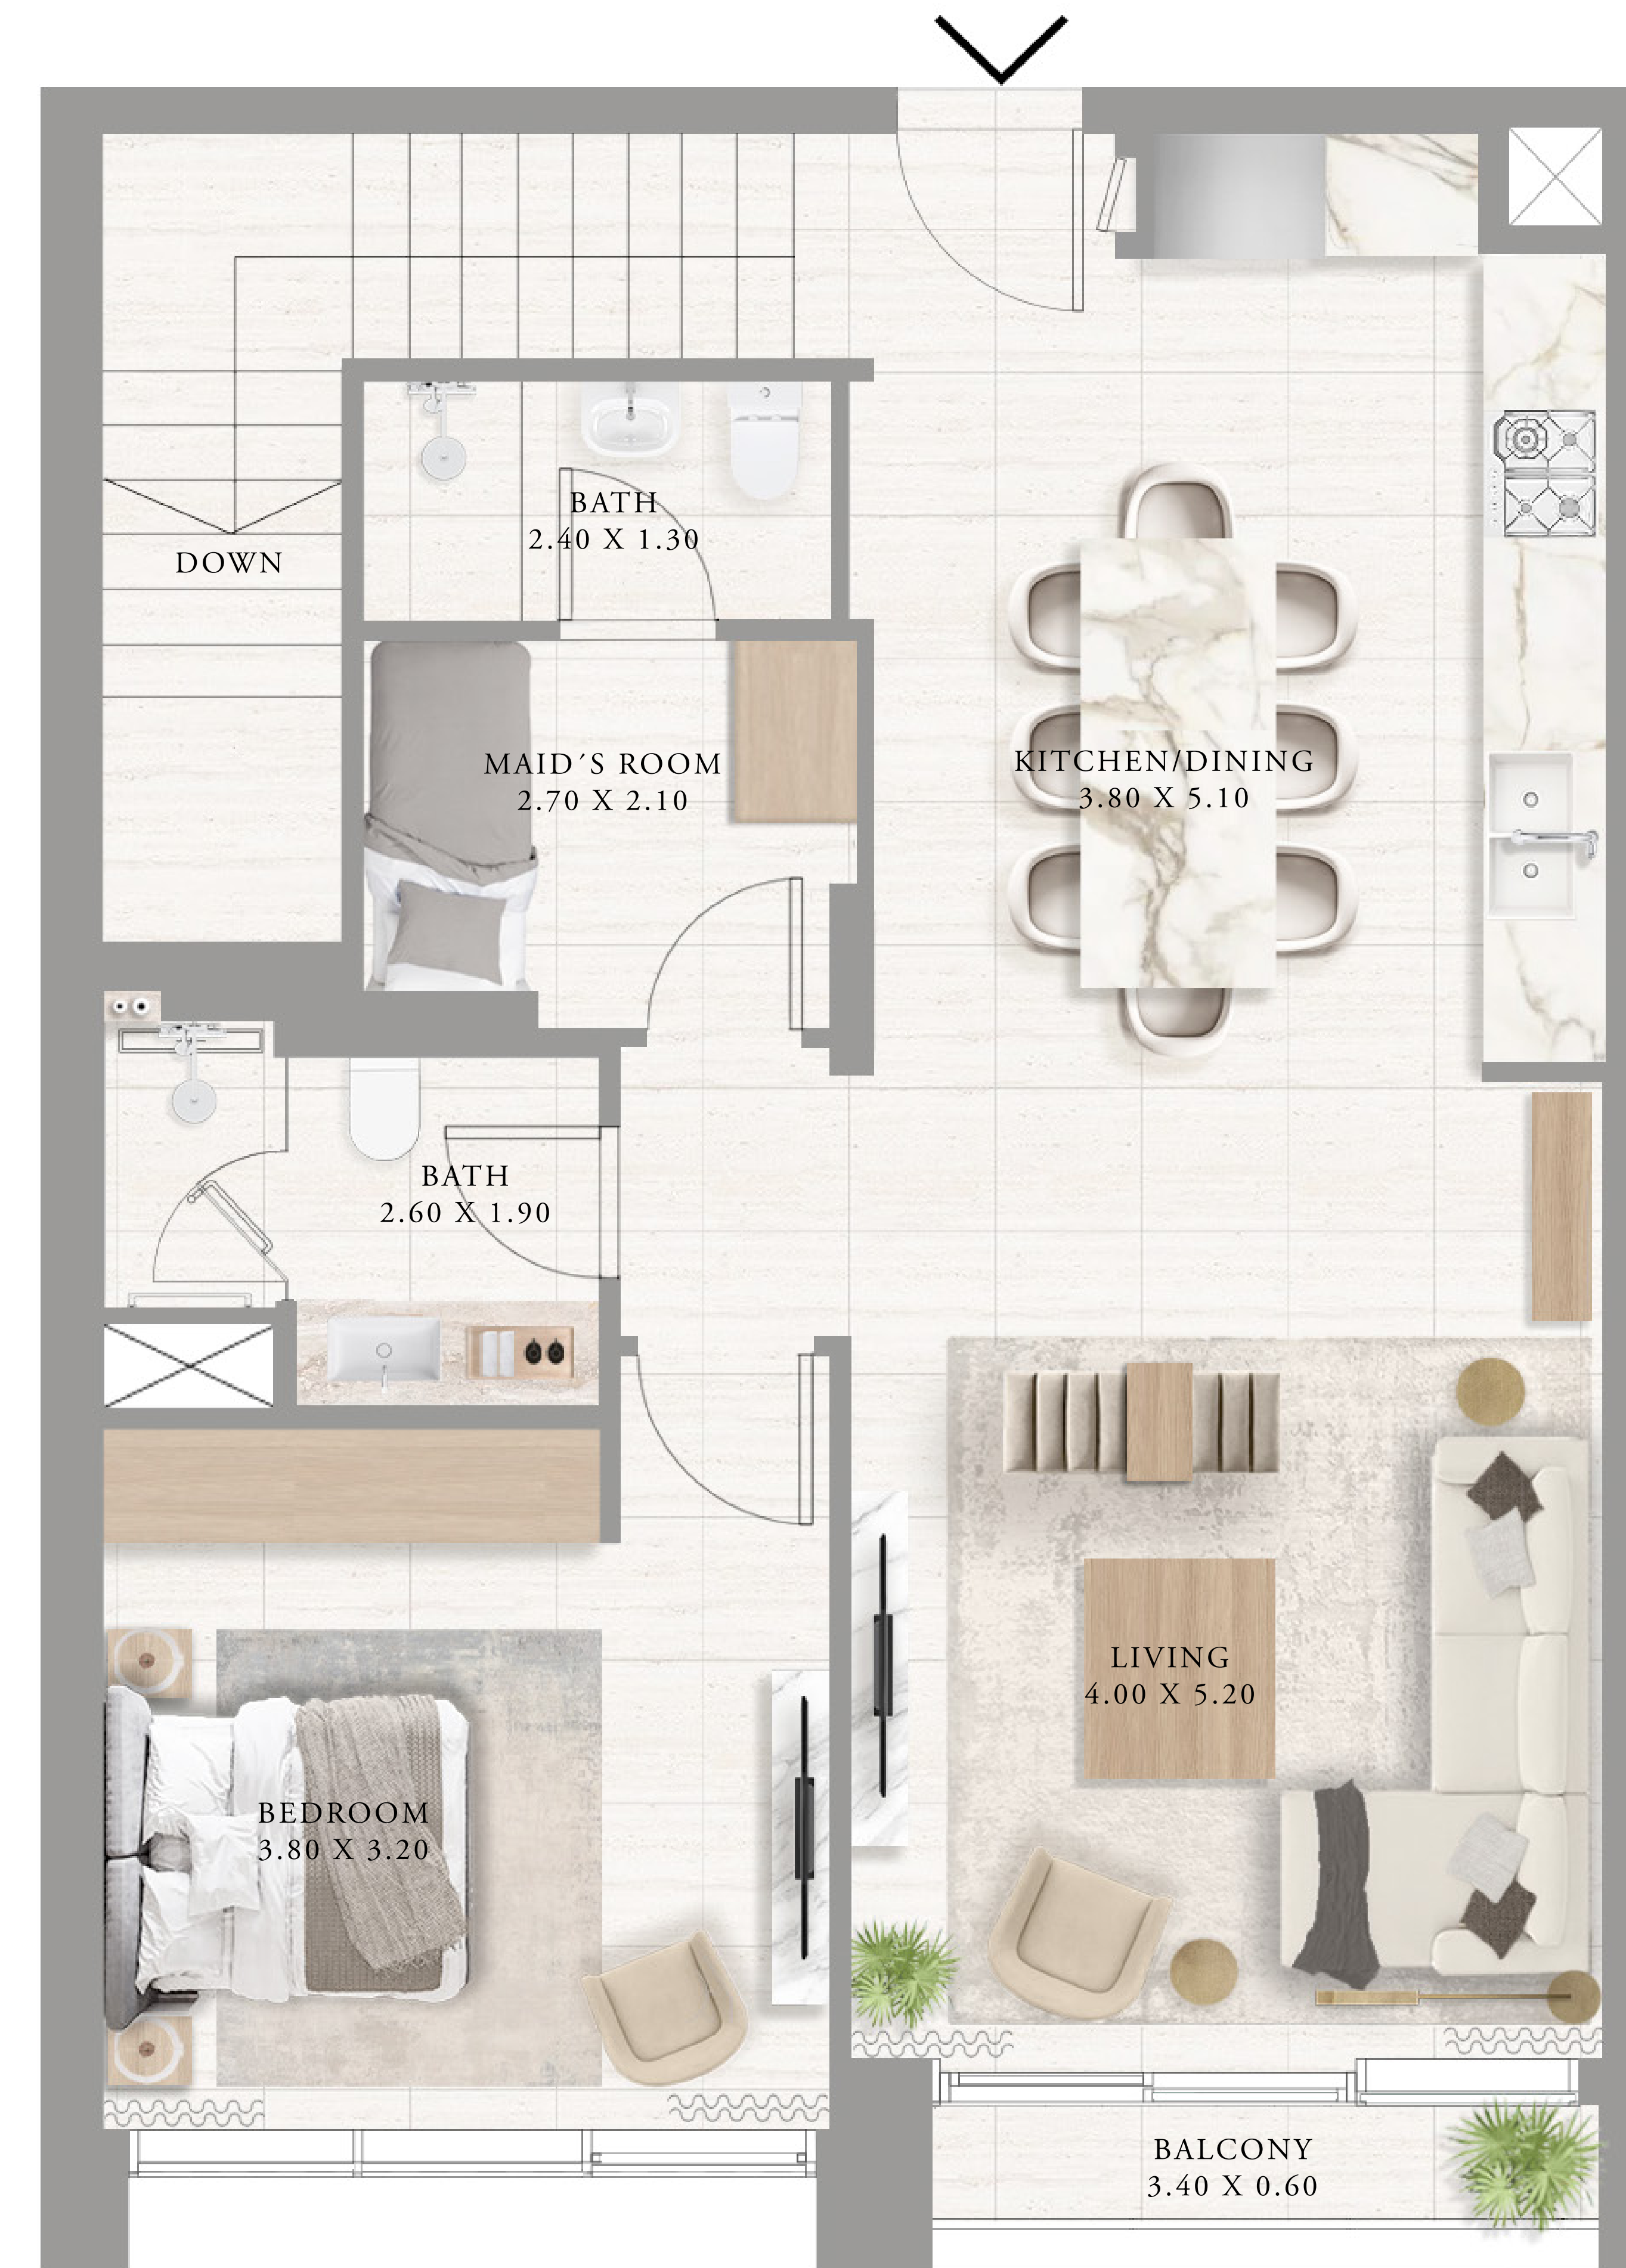 BATH
2.40 X 1.30
DOWN
MAID´S ROOM
2.70 X 2.10
KITCHEN/DINING
3.80 X 5.10
BATH
2.60 X 1.90
LIVING
4.00 X 5.20
BEDROOM
3.80 X 3.20
BALCONY
3.40 X 0.60